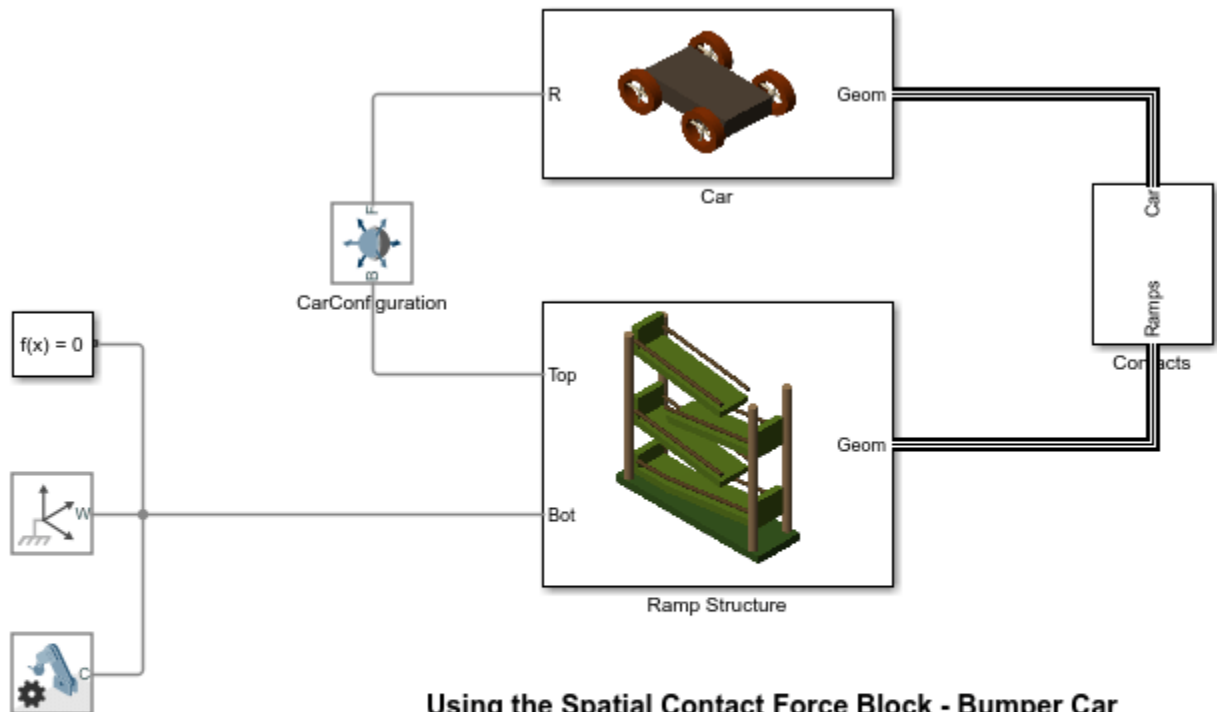 R
Geom
Car
F
B
CarConfiguration
Car
Ramps
Contacts
f(x) = 0
Top
Geom
W
Bot
Ramp Structure
C
Using the Spatial Contact Force Block - Bumper Car